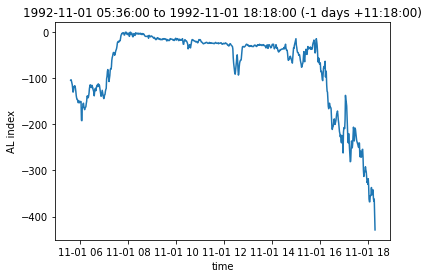 1992-11-01 05:36:00 to 1992-11-01 18:18:00 (-1 days +11:18:00)
0
−100
−200
−300
−400
AL index
11-01 06 11-01 08 11-01 10 11-01 12 11-01 14 11-01 16 11-01 18
time